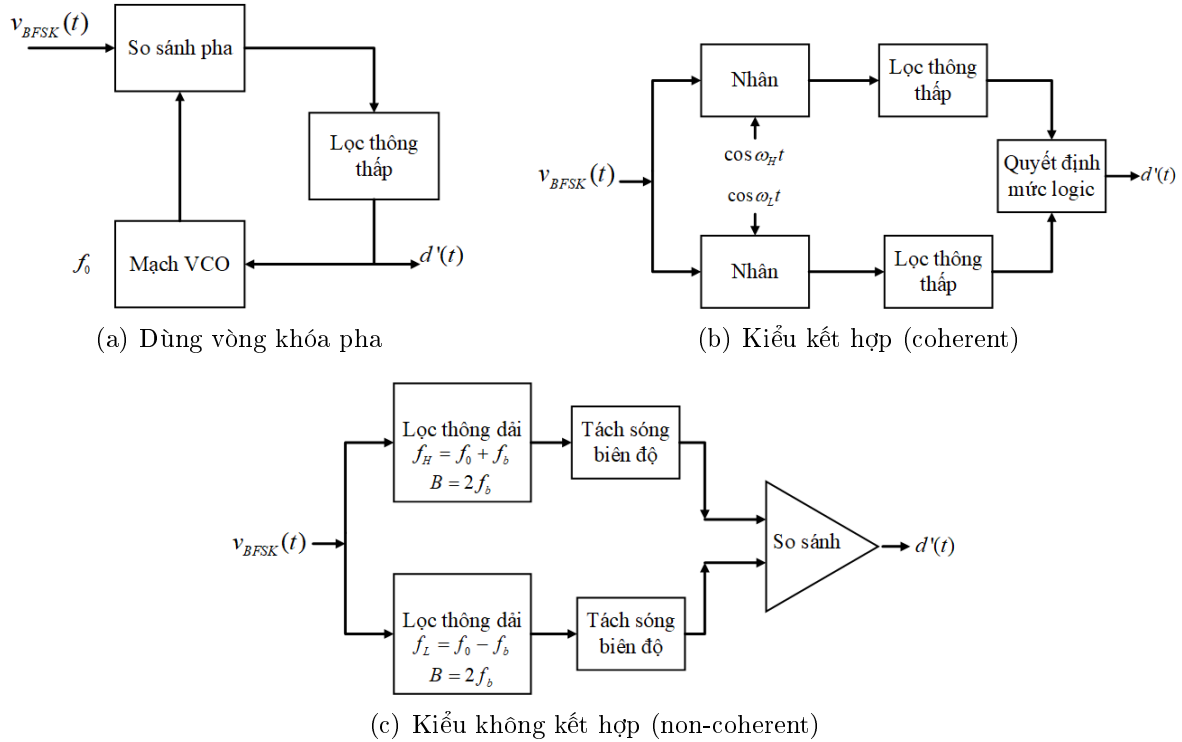 v_BFSK(t)
So sánh pha
Lọc thông
thấp
f_0
Mạch VCO
d'(t)
(a) Dùng vòng khóa pha
v_BFSK(t)
Nhân
Lọc thông
thấp
cos ω_H t
cos ω_L t
Nhân
Lọc thông
thấp
Quyết định
mức logic
d'(t)
(b) Kiểu kết hợp (coherent)
v_BFSK(t)
Lọc thông dải
f_H = f_0 + f_b
B = 2f_b
Tách sóng
biên độ
Lọc thông dải
f_L = f_0 − f_b
B = 2f_b
Tách sóng
biên độ
So sánh
d'(t)
(c) Kiểu không kết hợp (non-coherent)